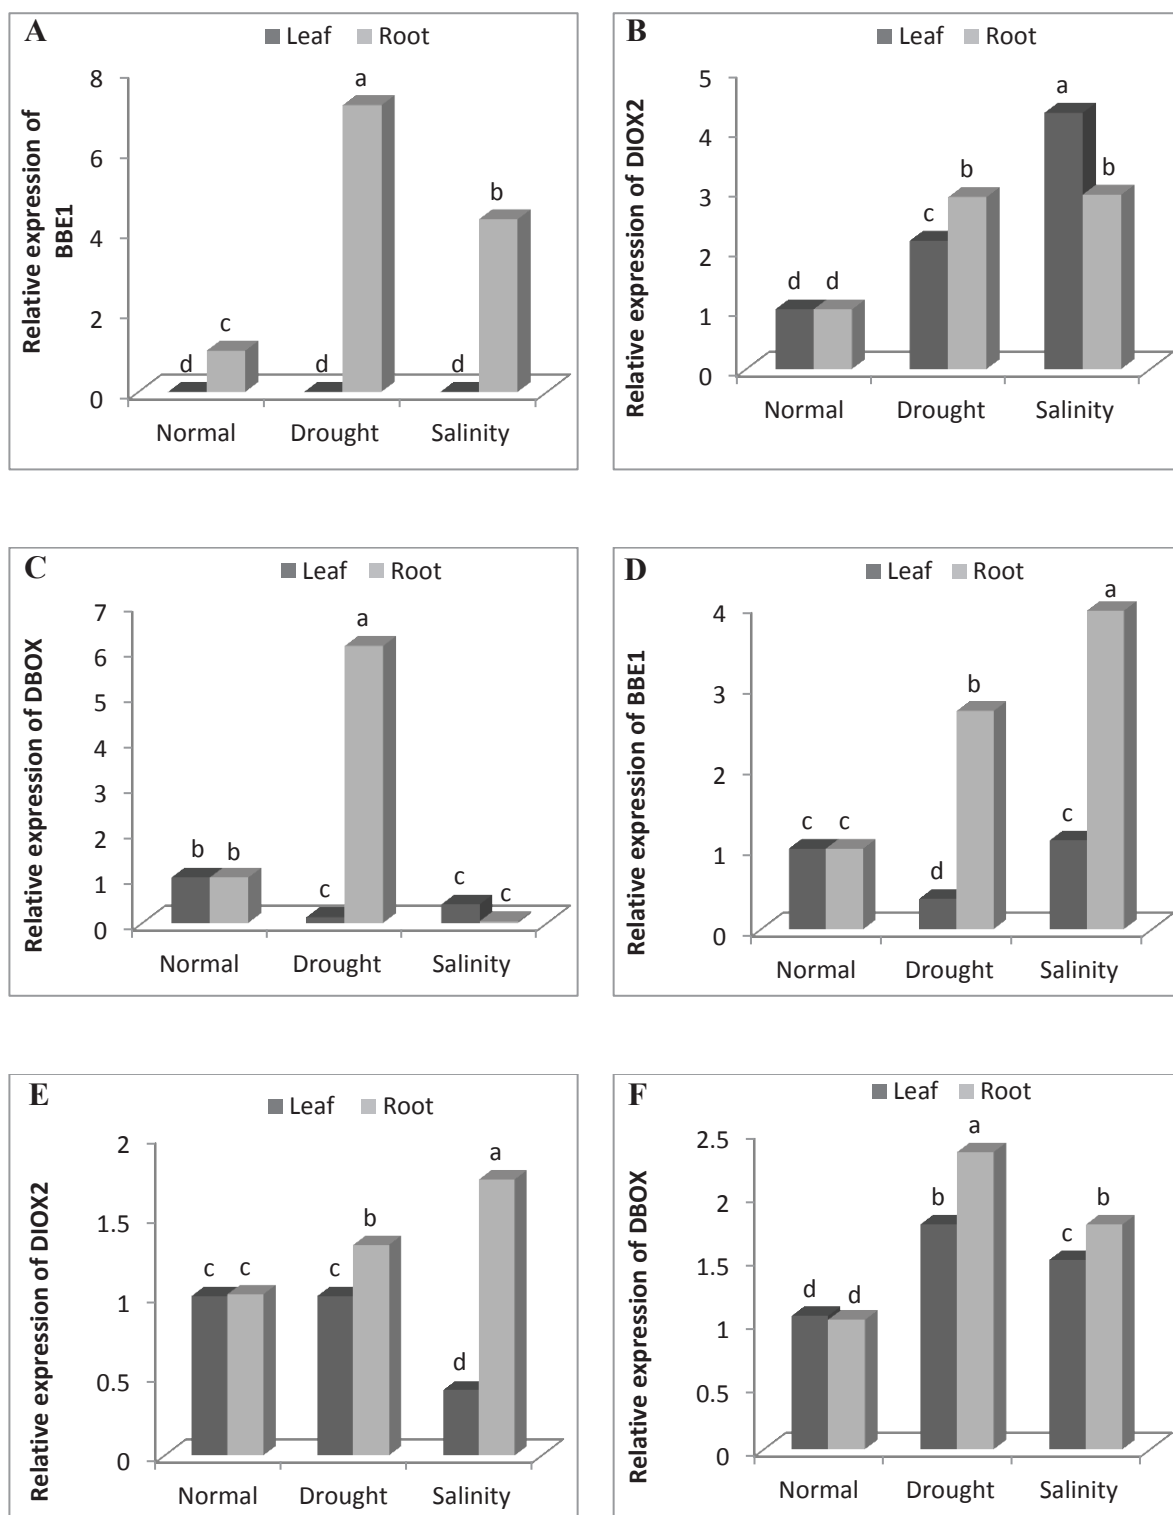 A
Leaf Root
Relative expression of
BBE1
8
6
4
2
0
d c d a d b
Normal Drought Salinity
B
Leaf Root
Relative expression of DIOX2
5
4
3
2
1
0
d d c b a b
Normal Drought Salinity
C
Leaf Root
Relative expression of DBOX
7
6
5
4
3
2
1
0
b b c a c c
Normal Drought Salinity
D
Leaf Root
Relative expression of BBE1
4
3
2
1
0
c c d b c a
Normal Drought Salinity
E
Leaf Root
Relative expression of DIOX2
2
1.5
1
0.5
0
c c c b d a
Normal Drought Salinity
F
Leaf Root
Relative expression of DBOX
2.5
2
1.5
1
0.5
0
d d b a c b
Normal Drought Salinity